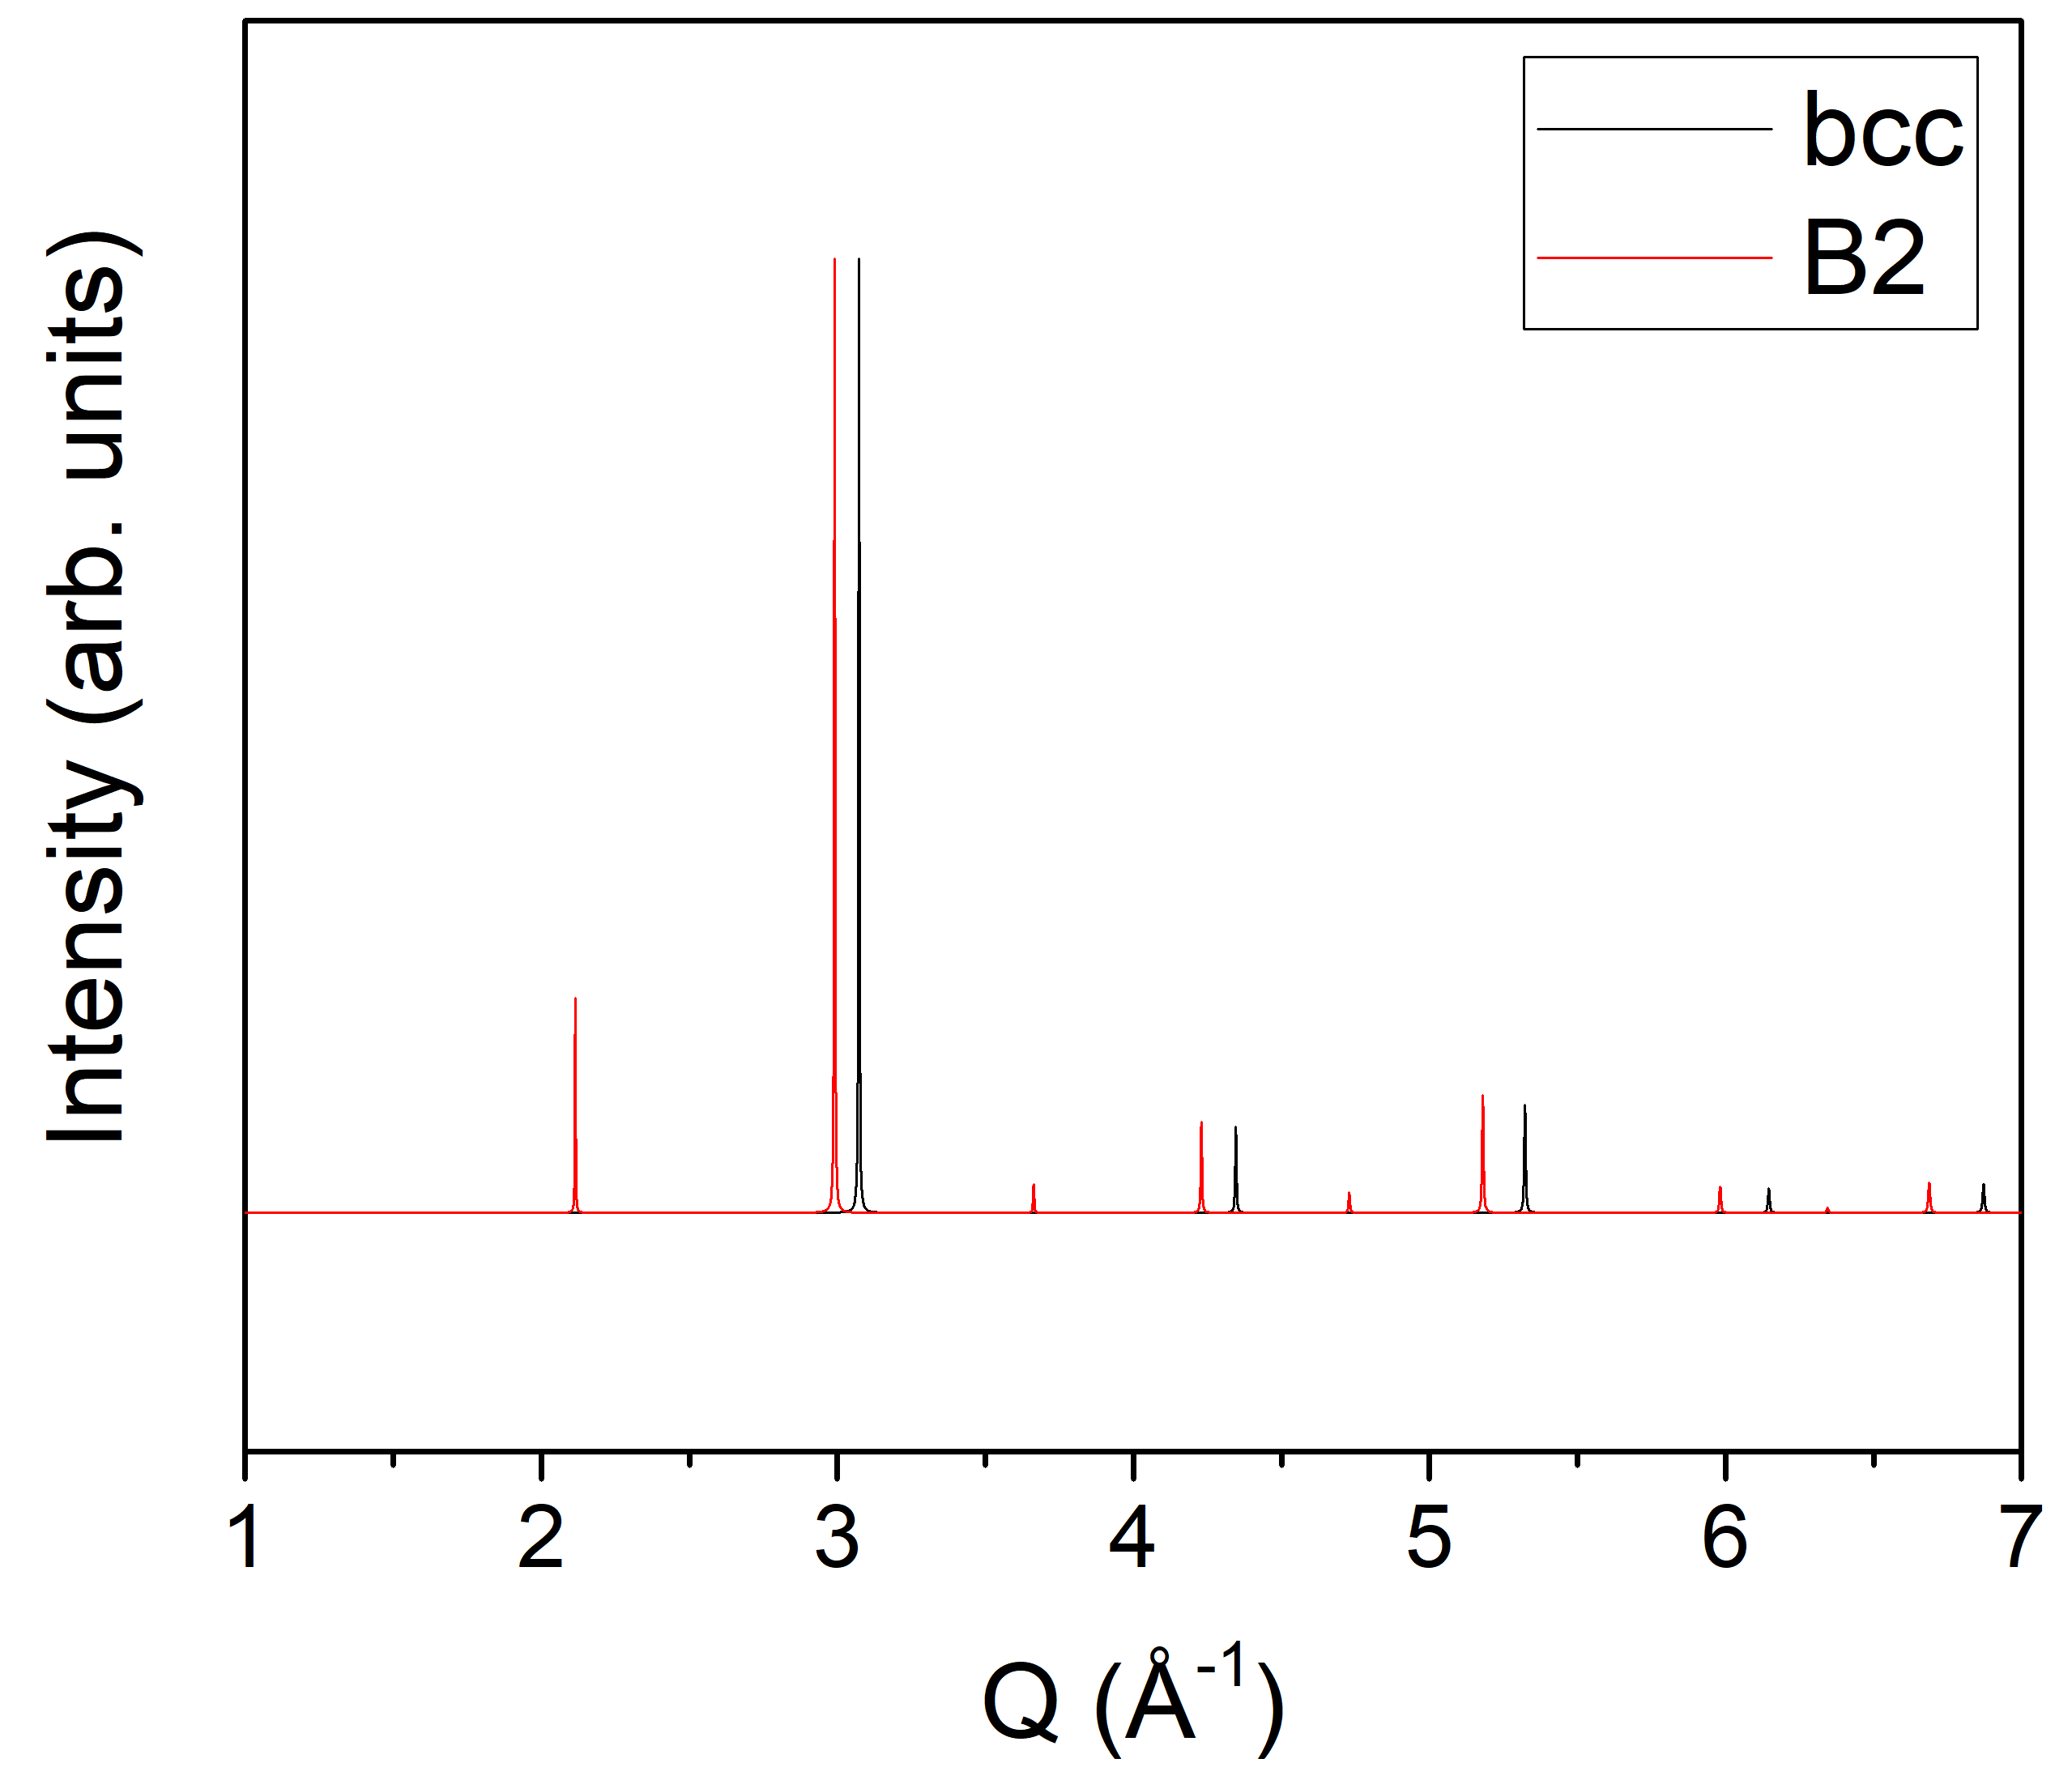 bcc
B2
Intensity (arb. units)
1 2 3 4 5 6 7
Q (Å-1)